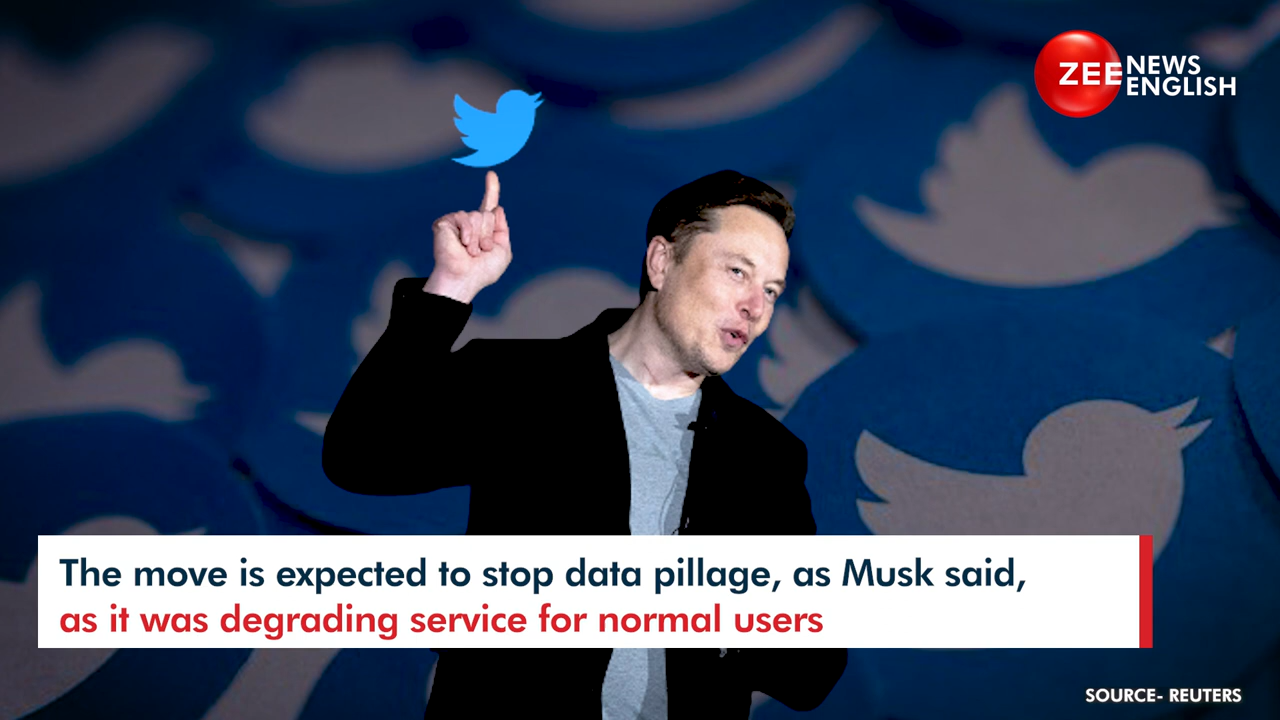 ZEE NEWS
ENGLISH
The move is expected to stop data pillage, as Musk said,
as it was degrading service for normal users
SOURCE- REUTERS